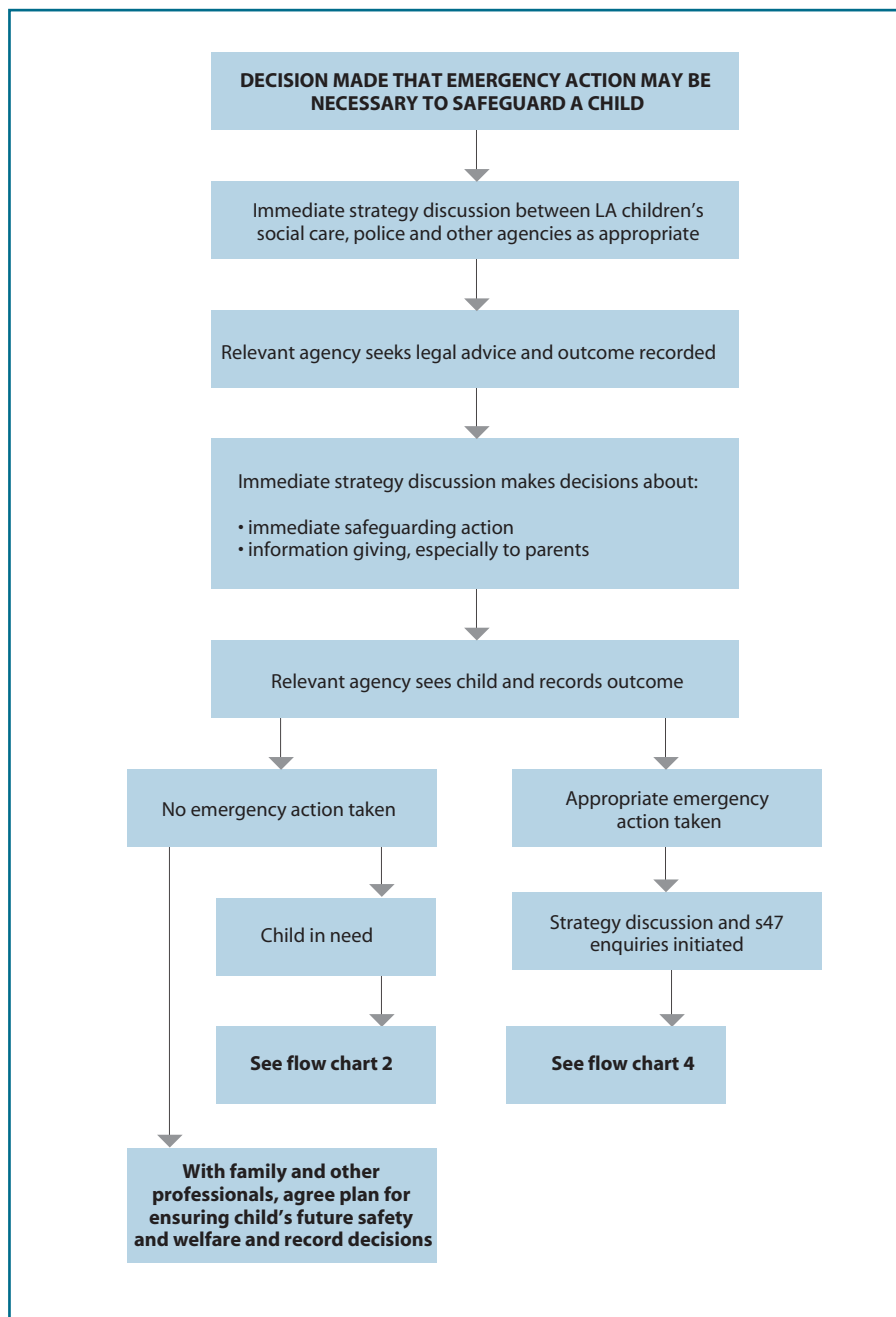 DECISION MADE THAT EMERGENCY ACTION MAY BE
NECESSARY TO SAFEGUARD A CHILD
Immediate strategy discussion between LA children’s
social care, police and other agencies as appropriate
Relevant agency seeks legal advice and outcome recorded
Immediate strategy discussion makes decisions about:
• immediate safeguarding action
• information giving, especially to parents
Relevant agency sees child and records outcome
No emergency action taken
Appropriate emergency
action taken
Child in need
Strategy discussion and s47
enquiries initiated
See flow chart 2
See flow chart 4
With family and other
professionals, agree plan for
ensuring child’s future safety
and welfare and record decisions